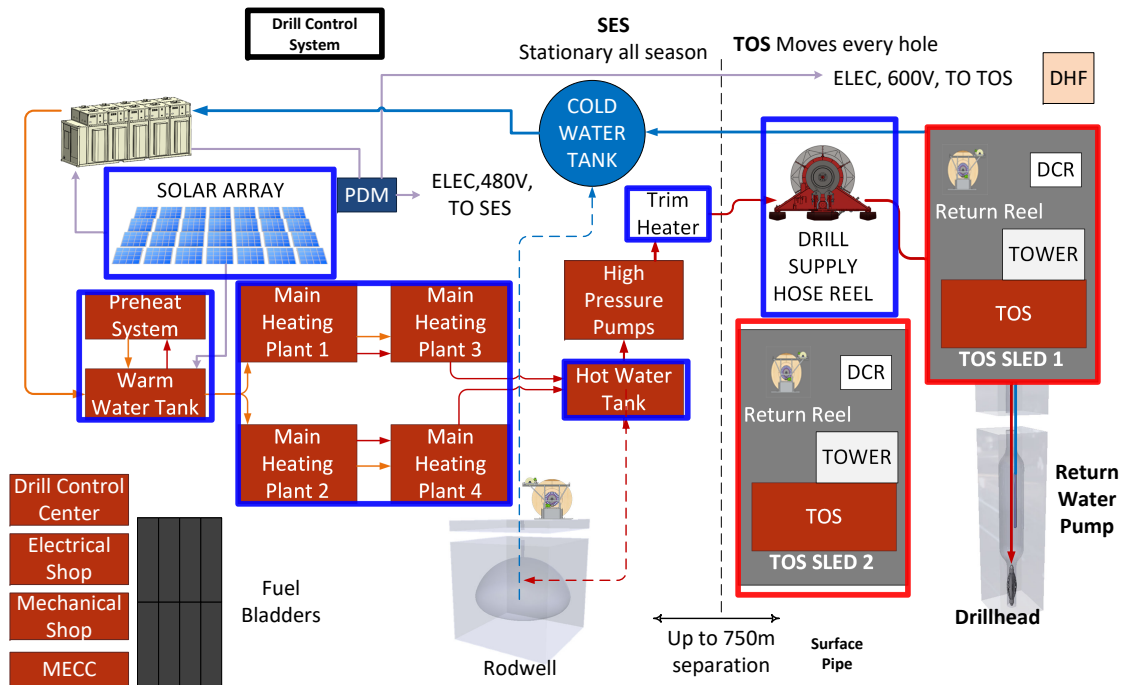 Drill Control
System
SES
Stationary all season
TOS Moves every hole
ELEC, 600V, TO TOS
DHF
COLD
WATER
TANK
SOLAR ARRAY
PDM
ELEC,480V,
TO SES
Trim
Heater
DRILL
SUPPLY
HOSE REEL
DCR
Return Reel
TOWER
TOS
TOS SLED 1
High
Pressure
Pumps
Preheat
System
Warm
Water Tank
Main
Heating
Plant 1
Main
Heating
Plant 3
Hot Water
Tank
Main
Heating
Plant 2
Main
Heating
Plant 4
DCR
Return Reel
TOWER
TOS
TOS SLED 2
Return
Water
Pump
Drillhead
Drill Control
Center
Electrical
Shop
Mechanical
Shop
MECC
Fuel
Bladders
Rodwell
Up to 750m
separation
Surface
Pipe